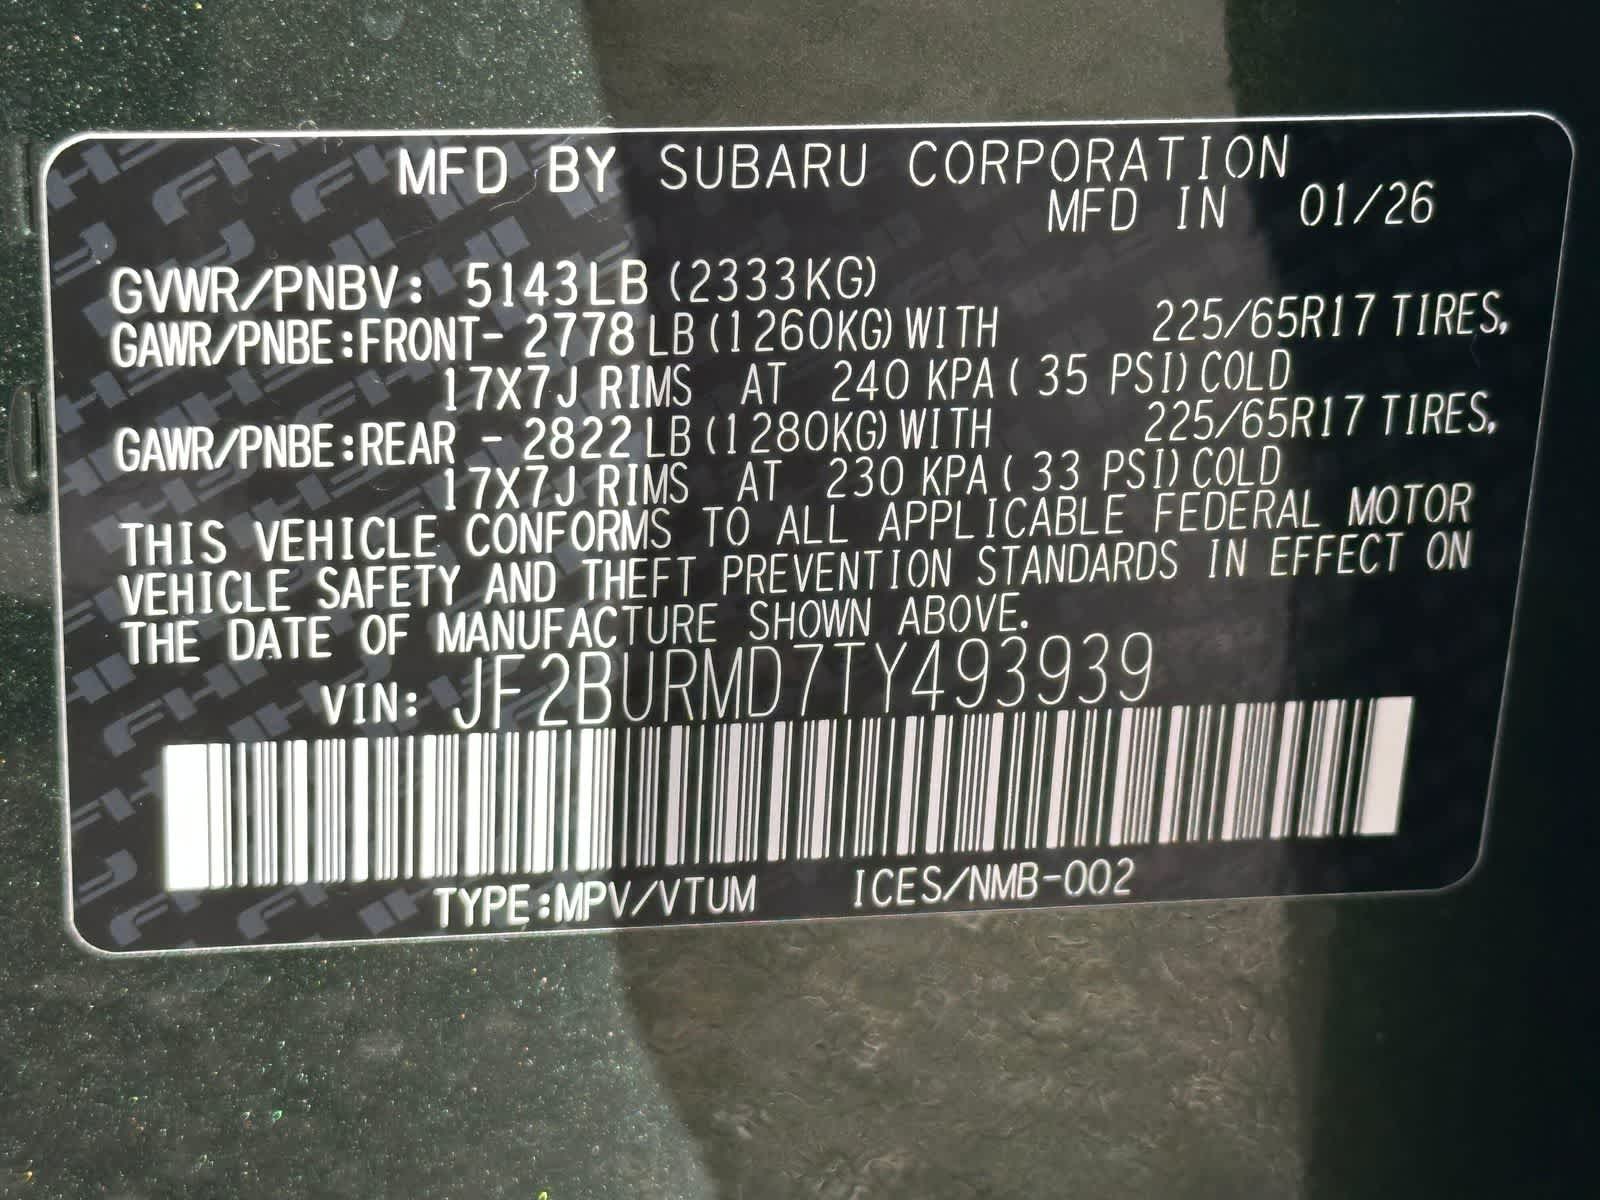 MFD BY SUBARU CORPORATION
MFD IN 01/26
GVWR/PNBV: 5143LB (2333KG)
GAWR/PNBE:FRONT- 2778 LB (1260KG) WITH 225/65R17 TIRES,
17X7J RIMS AT 240 KPA ( 35 PSI) COLD
GAWR/PNBE:REAR - 2822 LB (1280KG) WITH 225/65R17 TIRES,
17X7J RIMS AT 230 KPA ( 33 PSI) COLD
THIS VEHICLE CONFORMS TO ALL APPLICABLE FEDERAL MOTOR
VEHICLE SAFETY AND THEFT PREVENTION STANDARDS IN EFFECT ON
THE DATE OF MANUFACTURE SHOWN ABOVE.
VIN: JF2BURMD7TY493939
TYPE:MPV/VTUM ICES/NMB-002